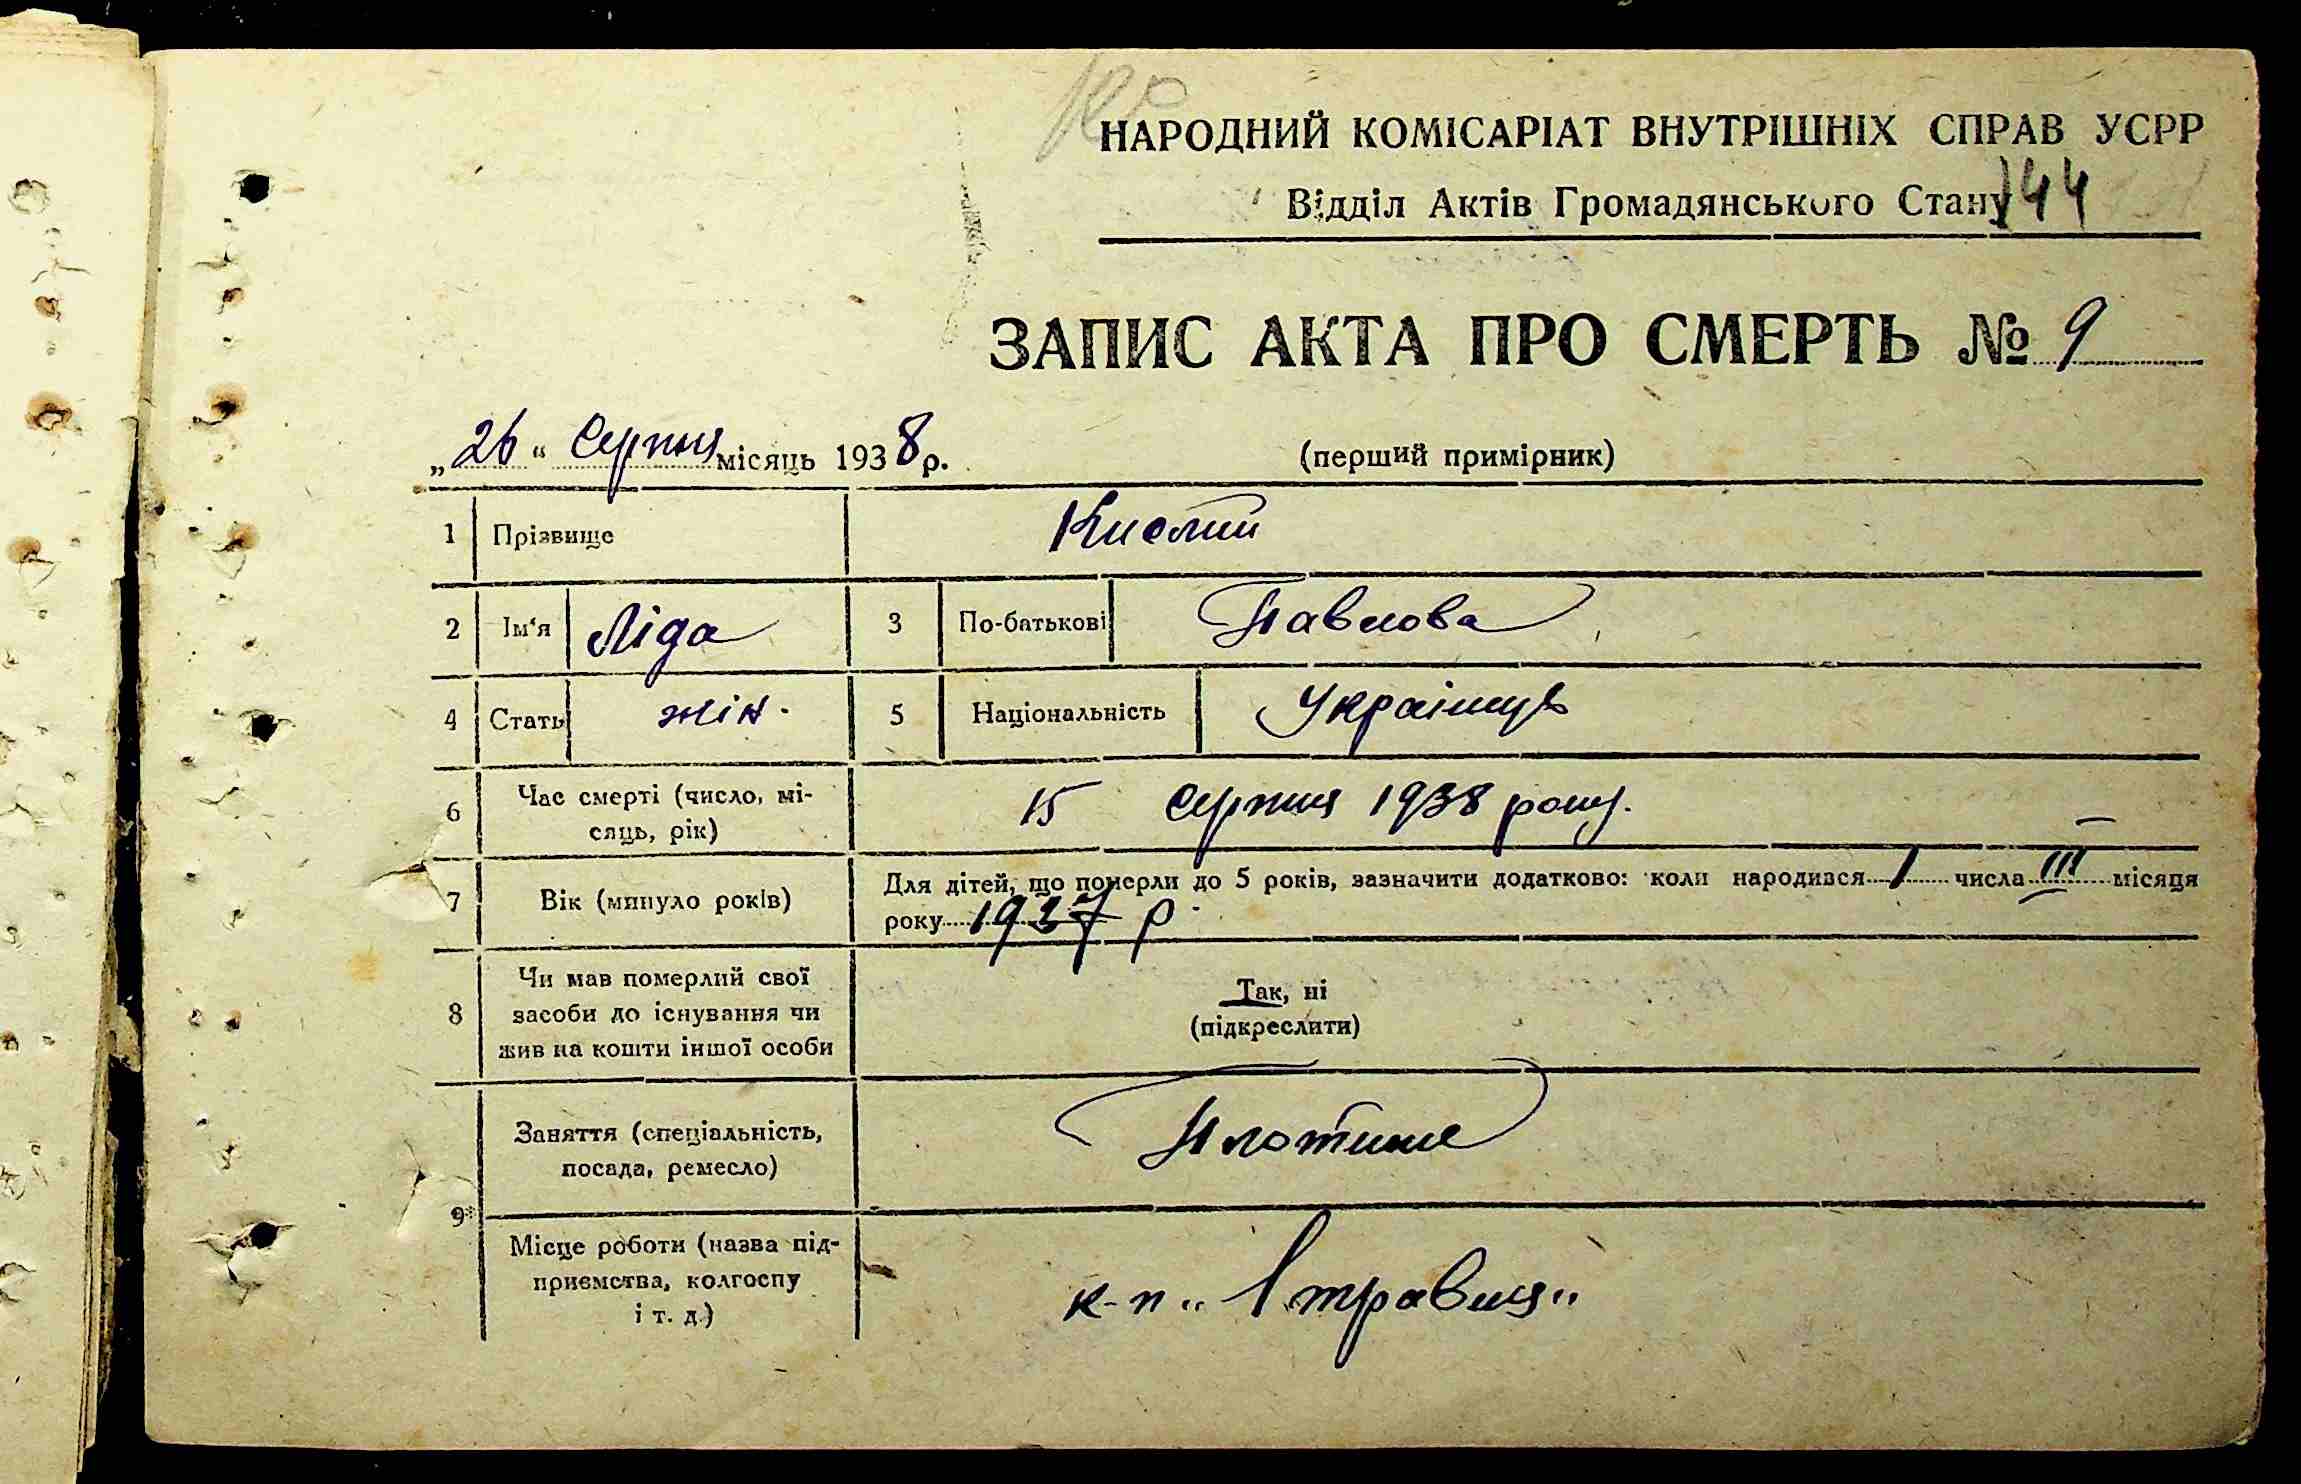 НАРОДНИЙ КОМІСАРІАТ ВНУТРІШНІХ СПРАВ УСРР
Відділ Актів Громадянського Стану 144
ЗАПИС АКТА ПРО СМЕРТЬ № 9
„26“ Серпня місяць 1938 р. (перший примірник)
1 Прізвище Кислий
2 Ім'я Ліда 3 По-батькові Павлова
4 Стать жін. 5 Національність Українць
6 Час смерті (число, мі-
сяць, рік) 15 Серпня 1938 року.
7 Вік (минуло років) Для дітей, що померли до 5 років, зазначити додатково: коли народився 1 числа III місяця
року 1937 р.
8 Чи мав померлий свої
засоби до існування чи
жив на кошти іншої особи
Так, ні
(підкреслити)
9 Заняття (спеціальність,
посада, ремесло)
Місце роботи (назва під-
приємства, колгоспу
і т. д.) к-п „1 травня“